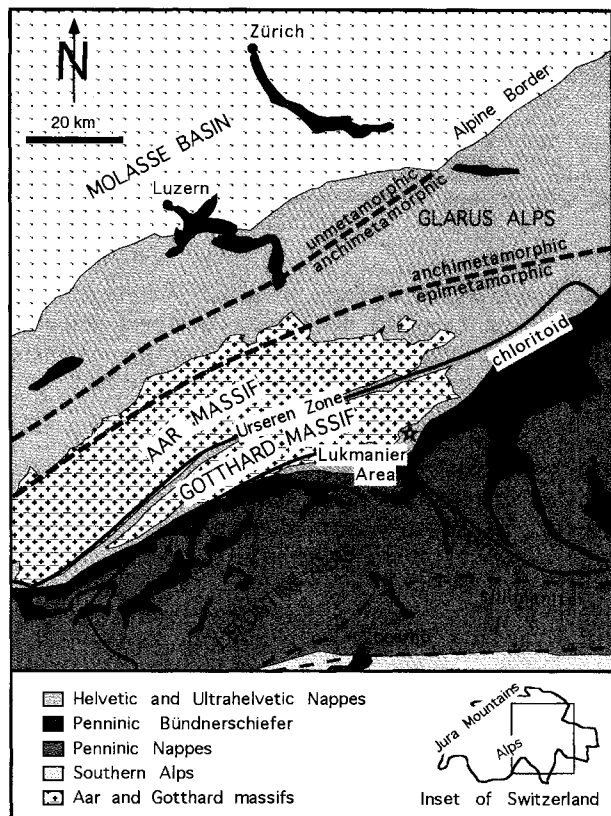 Zürich
N
20 km
Alpine Border
MOLASSE BASIN
Luzern
unmetamorphic
anchimetamorphic
GLARUS ALPS
anchimetamorphic
epimetamorphic
chloritoid
AAR MASSIF
Urseren Zone
GOTTHARD MASSIF
Lukmanier
Area
Helvetic and Ultrahelvetic Nappes
Penninic Bündnerschiefer
Penninic Nappes
Southern Alps
Aar and Gotthard massifs
Jura Mountains
Alps
Inset of Switzerland